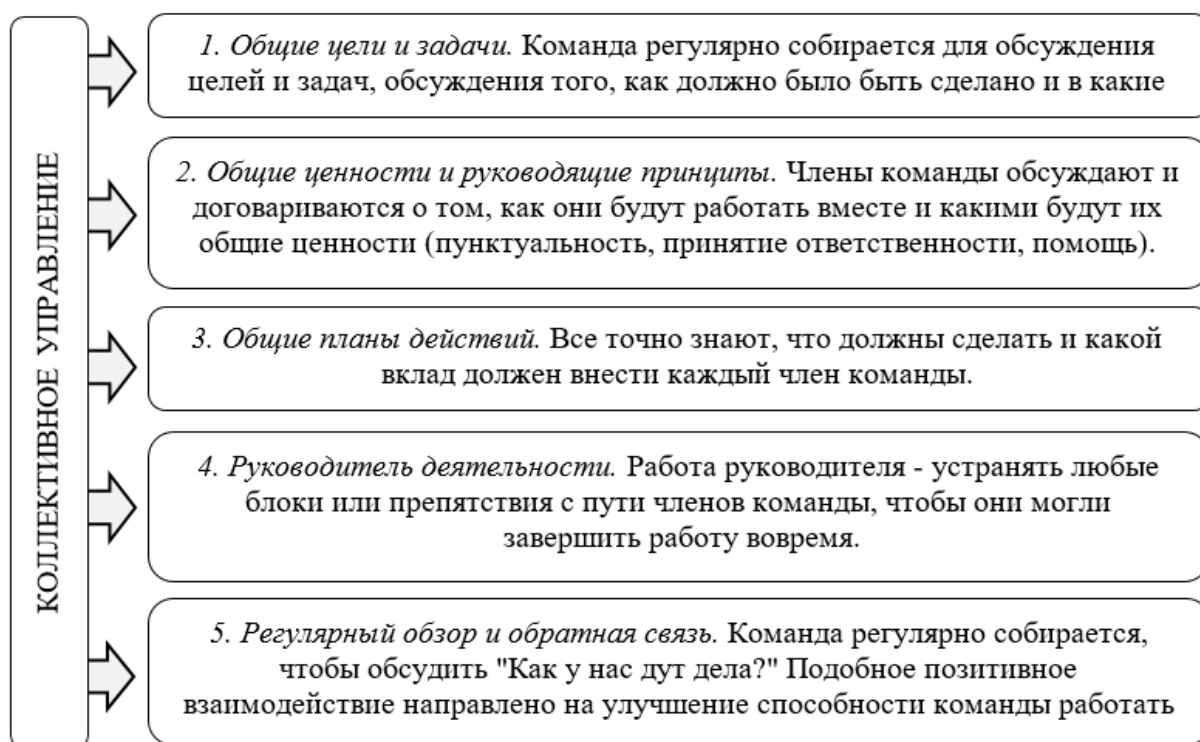 КОЛЛЕКТИВНОЕ УПРАВЛЕНИЕ
1. Общие цели и задачи. Команда регулярно собирается для обсуждения
целей и задач, обсуждения того, как должно было быть сделано и в какие
2. Общие ценности и руководящие принципы. Члены команды обсуждают и
договариваются о том, как они будут работать вместе и какими будут их
общие ценности (пунктуальность, принятие ответственности, помощь).
3. Общие планы действий. Все точно знают, что должны сделать и какой
вклад должен внести каждый член команды.
4. Руководитель деятельности. Работа руководителя - устранять любые
блоки или препятствия с пути членов команды, чтобы они могли
завершить работу вовремя.
5. Регулярный обзор и обратная связь. Команда регулярно собирается,
чтобы обсудить "Как у нас дут дела?" Подобное позитивное
взаимодействие направлено на улучшение способности команды работать